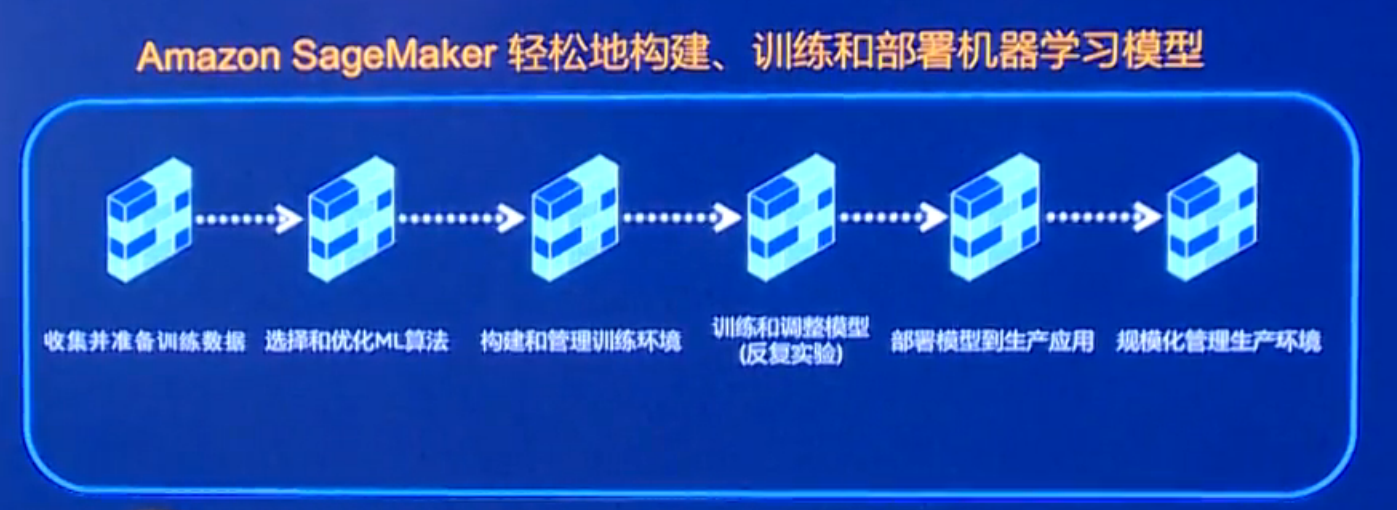 Amazon SageMaker 轻松地构建、训练和部署机器学习模型
收集并准备训练数据
选择和优化ML算法
构建和管理训练环境
训练和调整模型
(反复实验)
部署模型到生产应用
规模化管理生产环境